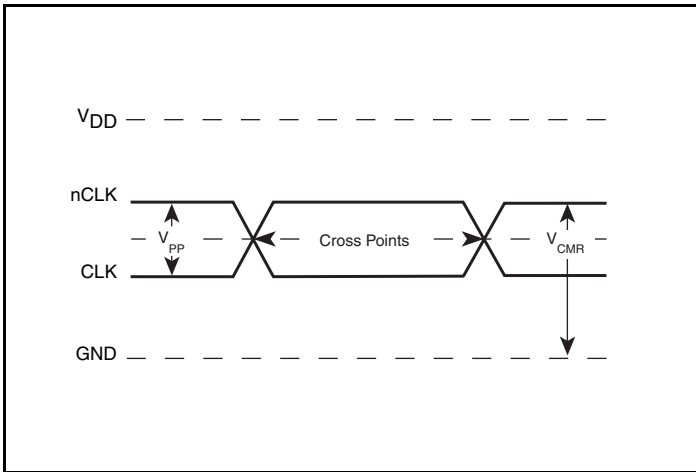 VDD
nCLK
VPP
Cross Points
VCMR
CLK
GND